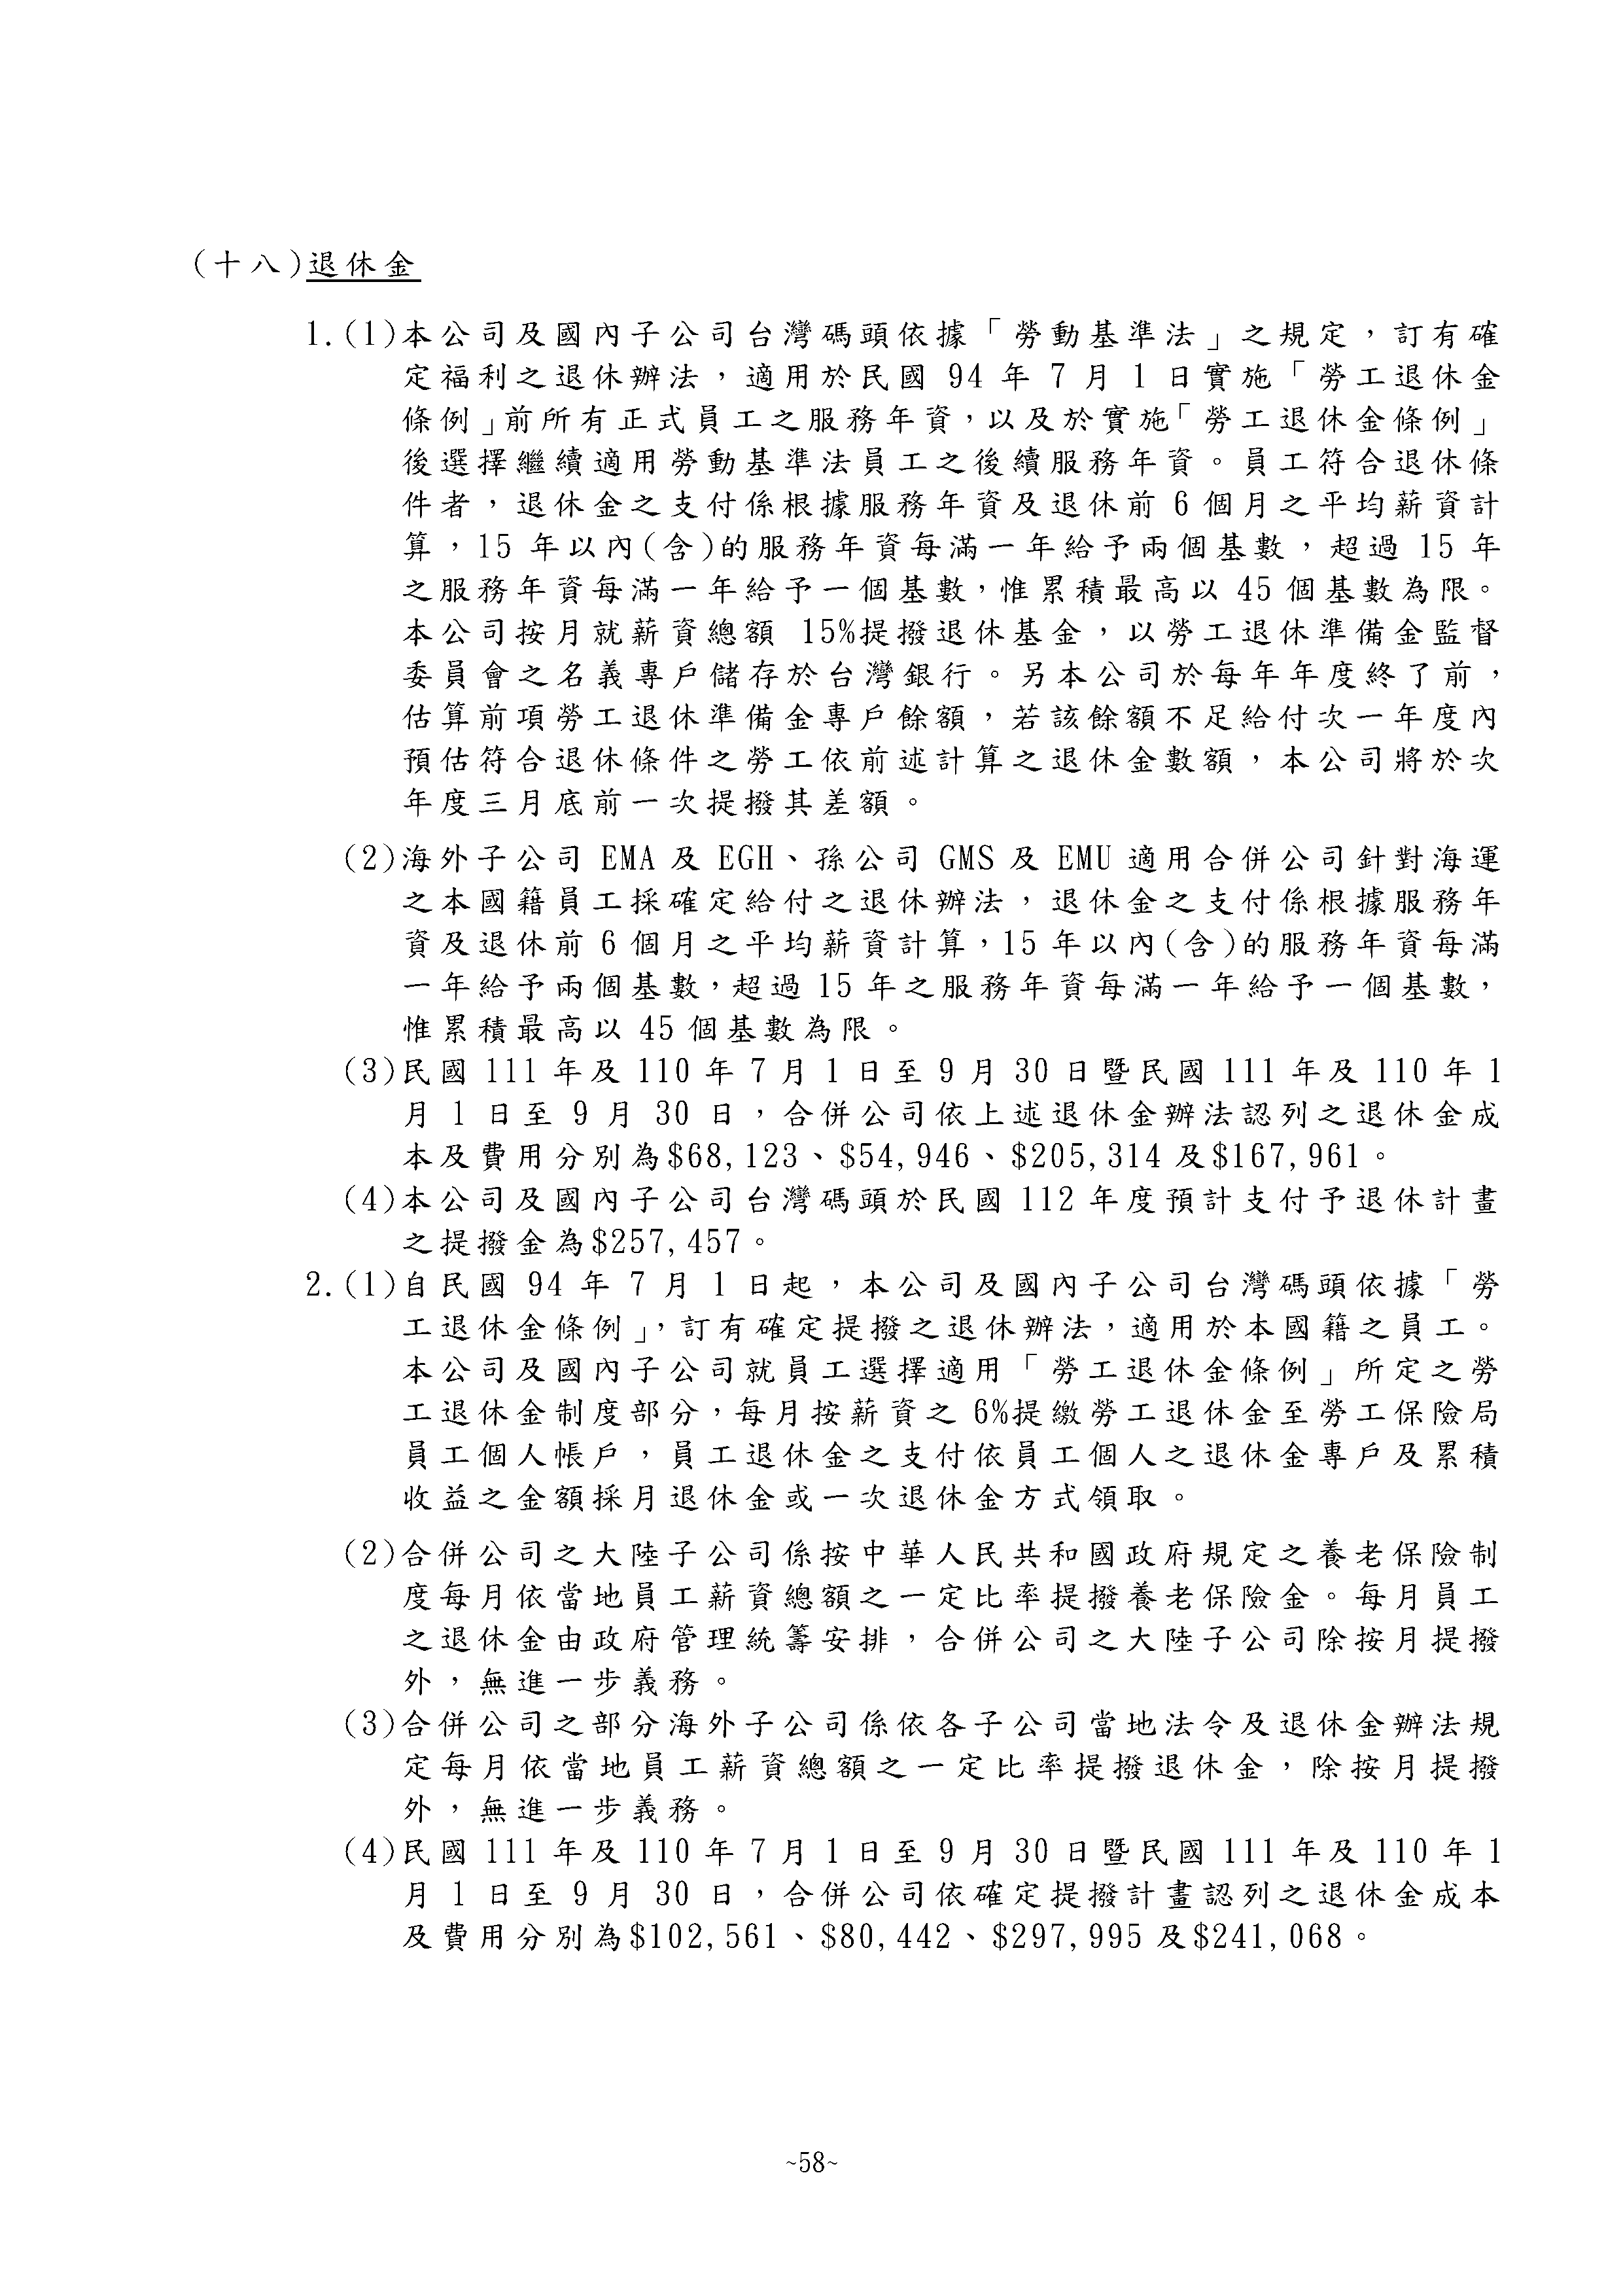 (十八)退休金
1.(1)本公司及國內子公司台灣碼頭依據「勞動基準法」之規定，訂有確
定福利之退休辦法，適用於民國 94 年 7 月 1 日實施「勞工退休金
條例」前所有正式員工之服務年資，以及於實施「勞工退休金條例」
後選擇繼續適用勞動基準法員工之後續服務年資。員工符合退休條
件者，退休金之支付係根據服務年資及退休前 6 個月之平均薪資計
算，15 年以內(含)的服務年資每滿一年給予兩個基數，超過 15 年
之服務年資每滿一年給予一個基數，惟累積最高以 45 個基數為限。
本公司按月就薪資總額 15%提撥退休基金，以勞工退休準備金監督
委員會之名義專戶儲存於台灣銀行。另本公司於每年年度終了前，
估算前項勞工退休準備金專戶餘額，若該餘額不足給付次一年度內
預估符合退休條件之勞工依前述計算之退休金數額，本公司將於次
年度三月底前一次提撥其差額。
(2)海外子公司 EMA 及 EGH、孫公司 GMS 及 EMU 適用合併公司針對海運
之本國籍員工採確定給付之退休辦法，退休金之支付係根據服務年
資及退休前 6 個月之平均薪資計算，15 年以內(含)的服務年資每滿
一年給予兩個基數，超過 15 年之服務年資每滿一年給予一個基數，
惟累積最高以 45 個基數為限。
(3)民國 111 年及 110 年 7 月 1 日至 9 月 30 日暨民國 111 年及 110 年 1
月 1 日至 9 月 30 日，合併公司依上述退休金辦法認列之退休金成
本及費用分別為$68,123、$54,946、$205,314 及$167,961。
(4)本公司及國內子公司台灣碼頭於民國 112 年度預計支付予退休計畫
之提撥金為$257,457。
2.(1)自民國 94 年 7 月 1 日起，本公司及國內子公司台灣碼頭依據「勞
工退休金條例」，訂有確定提撥之退休辦法，適用於本國籍之員工。
本公司及國內子公司就員工選擇適用「勞工退休金條例」所定之勞
工退休金制度部分，每月按薪資之 6%提繳勞工退休金至勞工保險局
員工個人帳戶，員工退休金之支付依員工個人之退休金專戶及累積
收益之金額採月退休金或一次退休金方式領取。
(2)合併公司之大陸子公司係按中華人民共和國政府規定之養老保險制
度每月依當地員工薪資總額之一定比率提撥養老保險金。每月員工
之退休金由政府管理統籌安排，合併公司之大陸子公司除按月提撥
外，無進一步義務。
(3)合併公司之部分海外子公司係依各子公司當地法令及退休金辦法規
定每月依當地員工薪資總額之一定比率提撥退休金，除按月提撥
外，無進一步義務。
(4)民國 111 年及 110 年 7 月 1 日至 9 月 30 日暨民國 111 年及 110 年 1
月 1 日至 9 月 30 日，合併公司依確定提撥計畫認列之退休金成本
及費用分別為$102,561、$80,442、$297,995 及$241,068。
~58~